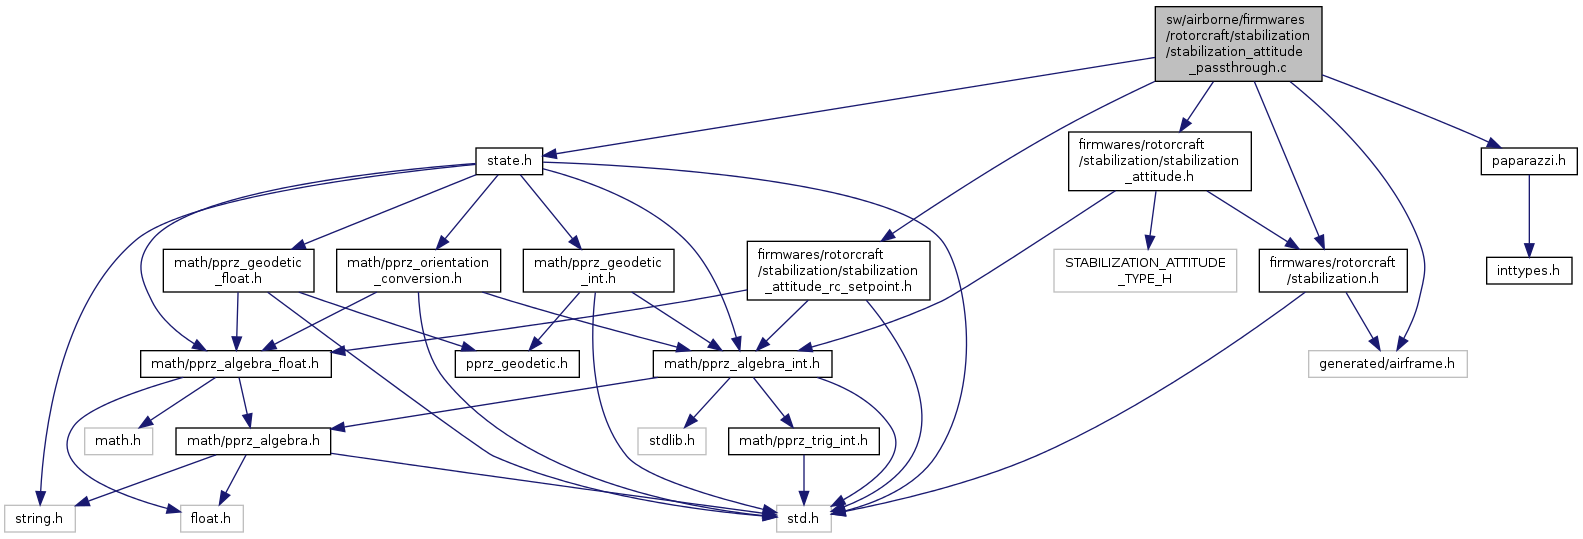 sw/airborne/firmwares
/rotorcraft/stabilization
/stabilization_attitude
_passthrough.c
state.h
firmwares/rotorcraft
/stabilization/stabilization
_attitude.h
paparazzi.h
math/pprz_geodetic
_float.h
math/pprz_orientation
_conversion.h
math/pprz_geodetic
_int.h
firmwares/rotorcraft
/stabilization/stabilization
_attitude_rc_setpoint.h
STABILIZATION_ATTITUDE
_TYPE_H
firmwares/rotorcraft
/stabilization.h
inttypes.h
math/pprz_algebra_float.h
pprz_geodetic.h
math/pprz_algebra_int.h
generated/airframe.h
math.h
math/pprz_algebra.h
stdlib.h
math/pprz_trig_int.h
string.h
float.h
std.h